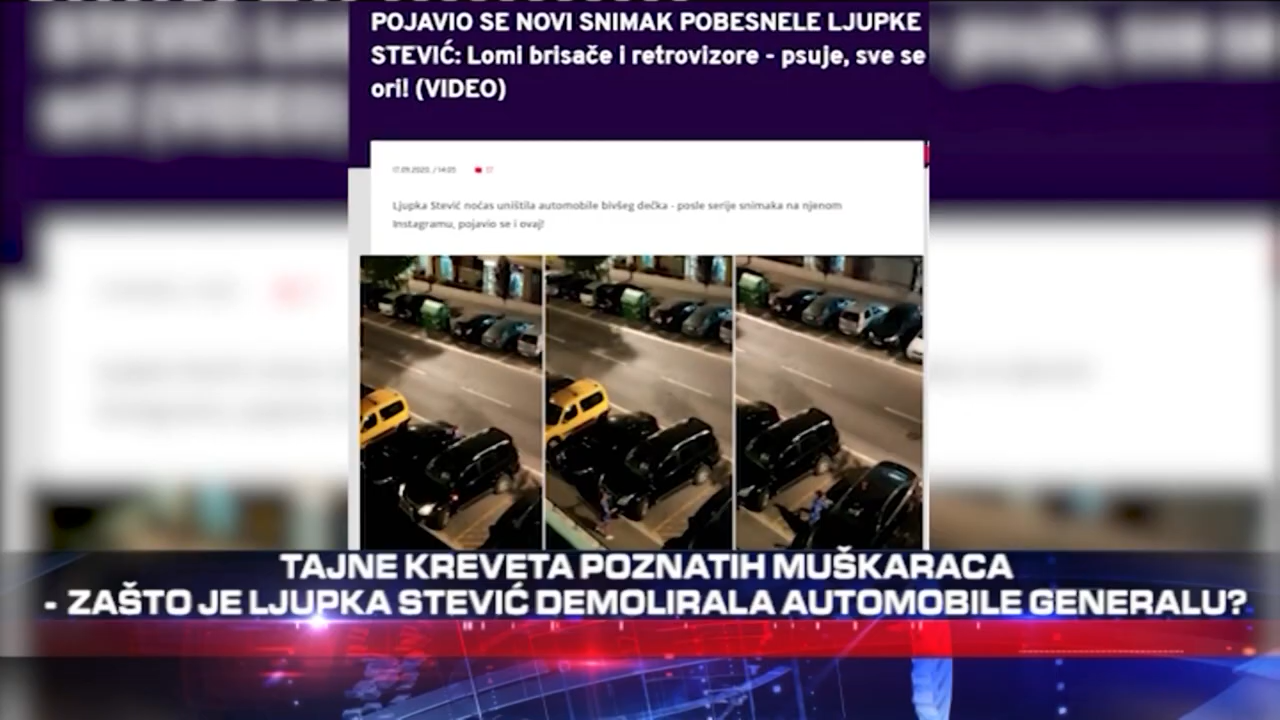 POJAVIO SE NOVI SNIMAK POBESNELE LJUPKE
STEVIĆ: Lomi brisače i retrovizore - psuje, sve se
ori! (VIDEO)
Ljupka Stević noćas uništila automobile bivšeg dečka - posle serije snimaka na njenom
Instagramu, pojavio se i ovaj!
TAJNE KREVETA POZNATIH MUŠKARACA
- ZAŠTO JE LJUPKA STEVIĆ DEMOLIRALA AUTOMOBILE GENERALU?